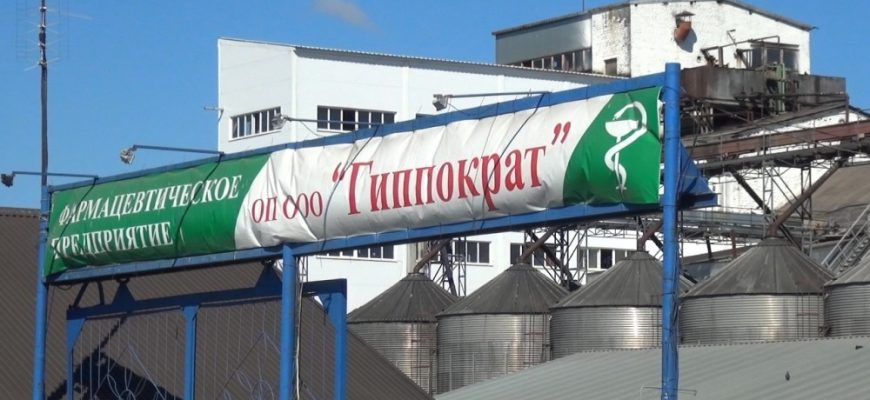 ФАРМАЦЕВТИЧЕСКОЕ
ПРЕДПРИЯТИЕ
ОП ООО "Гиппократ"